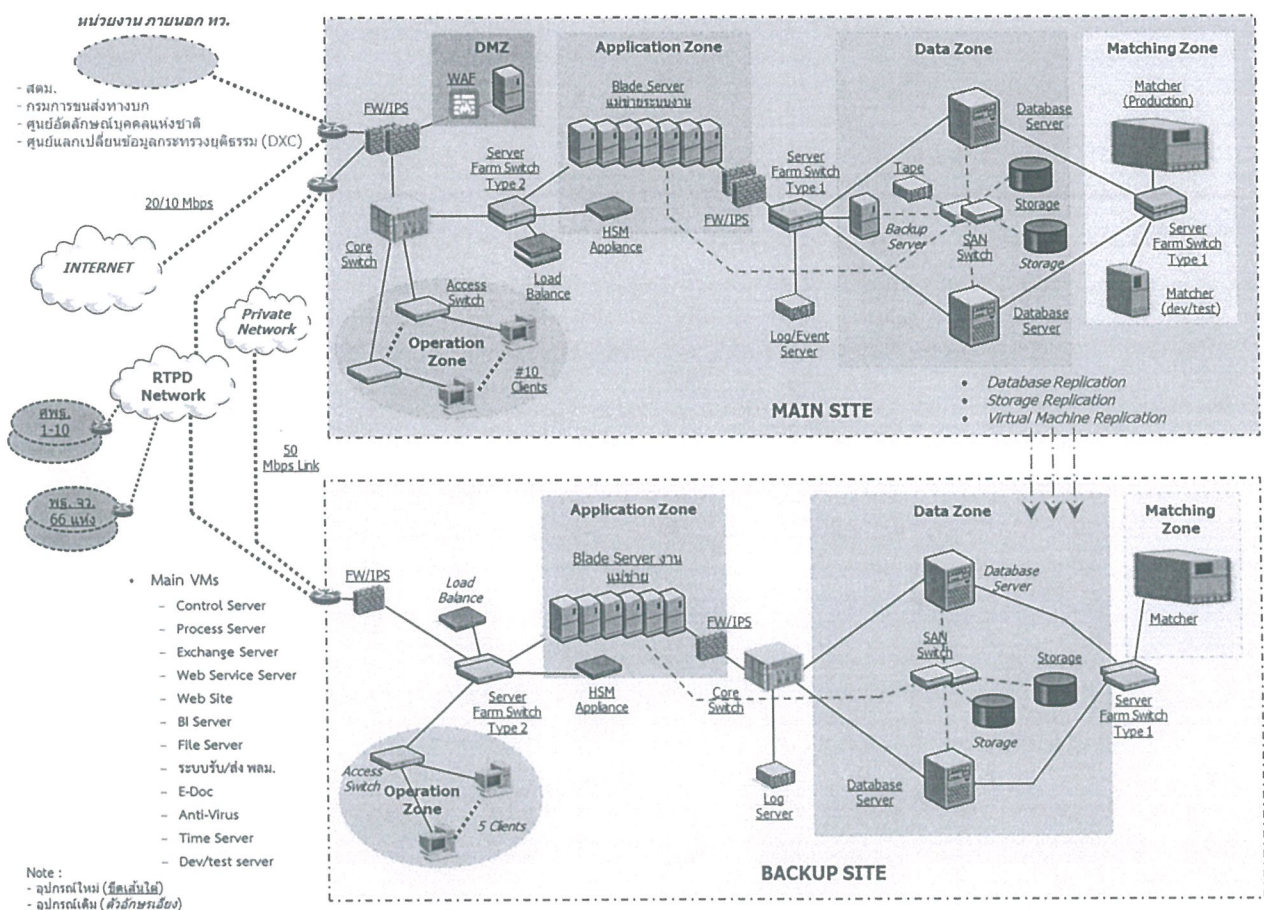 หน่วยงาน ภายนอก ทว.
- สตม.
- กรมการขนส่งทางบก
- ศูนย์อัตลักษณ์บุคคลแห่งชาติ
- ศูนย์แลกเปลี่ยนข้อมูลกระทรวงยุติธรรม (DXC)
20/10 Mbps
INTERNET
Private
Network
RTPD
Network
ศพธ.
1-10
พธ. จว.
66 แห่ง
50
Mbps Link
DMZ
WAF
FW/IPS
Core
Switch
Server
Farm Switch
Type 2
HSM
Appliance
Load
Balance
Access
Switch
Operation
Zone
#10
Clients
Application Zone
Blade Server
แม่ข่ายระบบงาน
FW/IPS
Server
Farm Switch
Type 1
Log/Event
Server
Data Zone
Database
Server
Tape
Backup
Server
SAN
Switch
Storage
Storage
Database
Server
Matching Zone
Matcher
(Production)
Server
Farm Switch
Type 1
Matcher
(dev/test)
• Database Replication
• Storage Replication
• Virtual Machine Replication
MAIN SITE
FW/IPS
Load
Balance
Server
Farm Switch
Type 2
Access
Switch
Operation
Zone
5 Clients
Application Zone
Blade Server งาน
แม่ข่าย
HSM
Appliance
FW/IPS
Core
Switch
Log
Server
Data Zone
Database
Server
SAN
Switch
Storage
Storage
Database
Server
Matching
Zone
Matcher
Server
Farm Switch
Type 1
BACKUP SITE
• Main VMs
– Control Server
– Process Server
– Exchange Server
– Web Service Server
– Web Site
– BI Server
– File Server
– ระบบรับ/ส่ง พลม.
– E-Doc
– Anti-Virus
– Time Server
– Dev/test server
Note :
- อุปกรณ์ใหม่ (ขีดเส้นใต้)
- อุปกรณ์เดิม (ตัวอักษรเอียง)